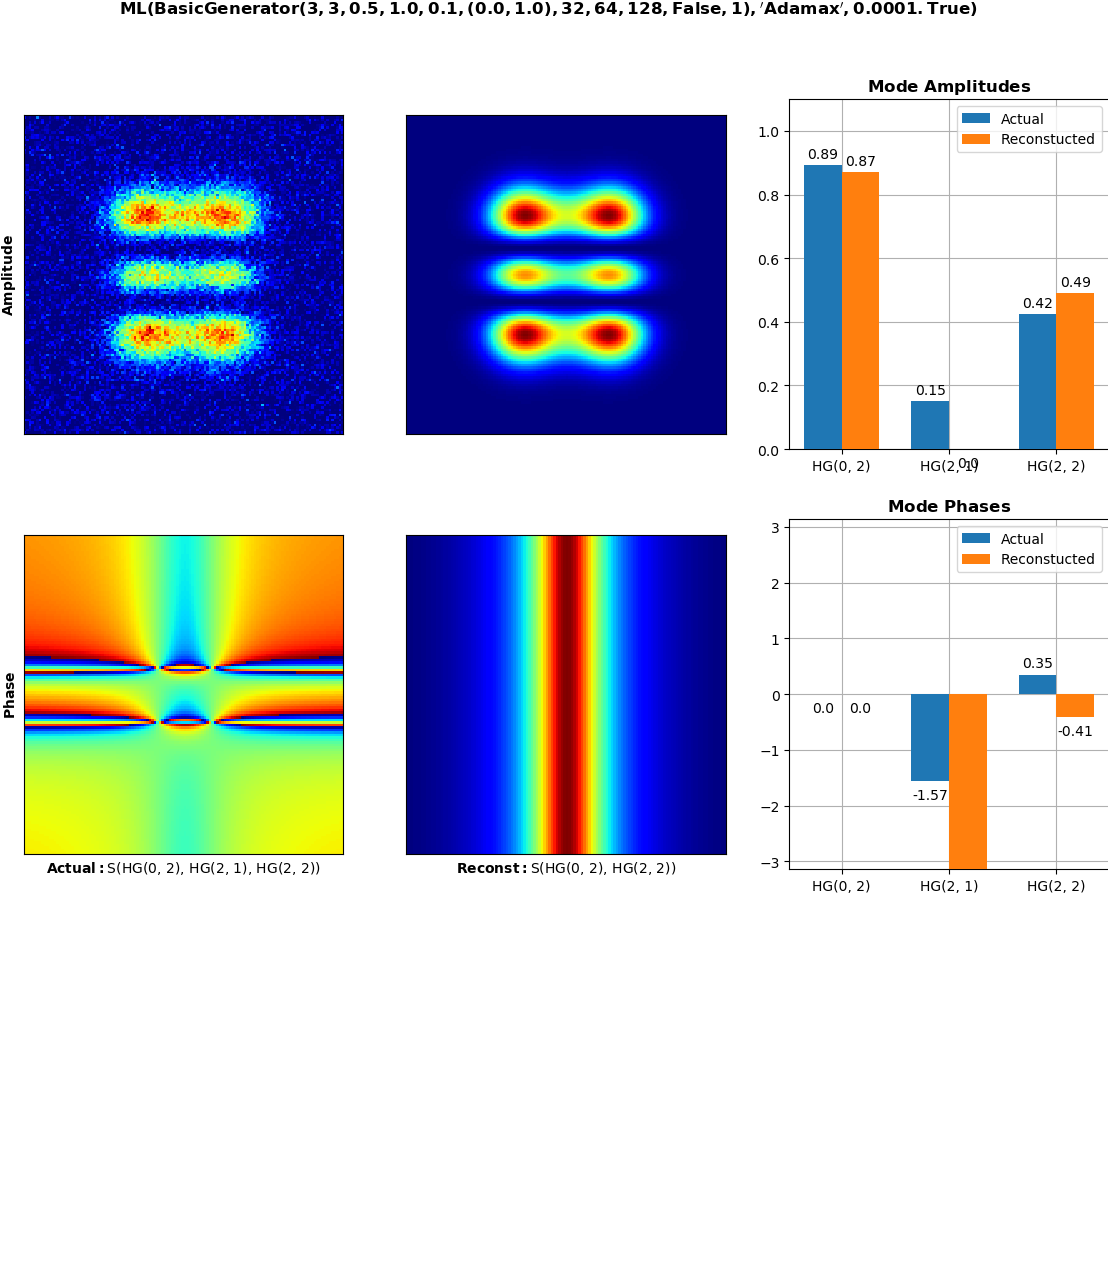 ML(BasicGenerator(3, 3, 0.5, 1.0, 0.1, (0.0, 1.0), 32, 64, 128, False, 1), ′Adamax′, 0.0001. True)
Amplitude
Mode Amplitudes
Actual
Reconstucted
1.0
0.8
0.6
0.4
0.2
0.0
0.89
0.87
0.15
0.0
0.42
0.49
HG(0, 2)
HG(2, 1)
HG(2, 2)
Phase
Actual: S(HG(0, 2), HG(2, 1), HG(2, 2))
Reconst: S(HG(0, 2), HG(2, 2))
Mode Phases
Actual
Reconstucted
3
2
1
0
−1
−2
−3
0.0
0.0
-1.57
0.35
-0.41
HG(0, 2)
HG(2, 1)
HG(2, 2)